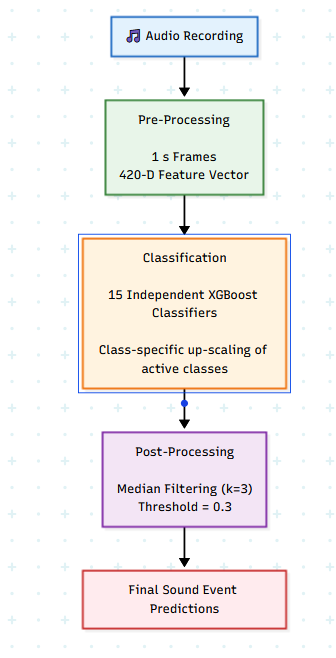 🎵 Audio Recording
Pre-Processing
1 s Frames
420-D Feature Vector
Classification
15 Independent XGBoost
Classifiers
Class-specific up-scaling of
active classes
Post-Processing
Median Filtering (k=3)
Threshold = 0.3
Final Sound Event
Predictions